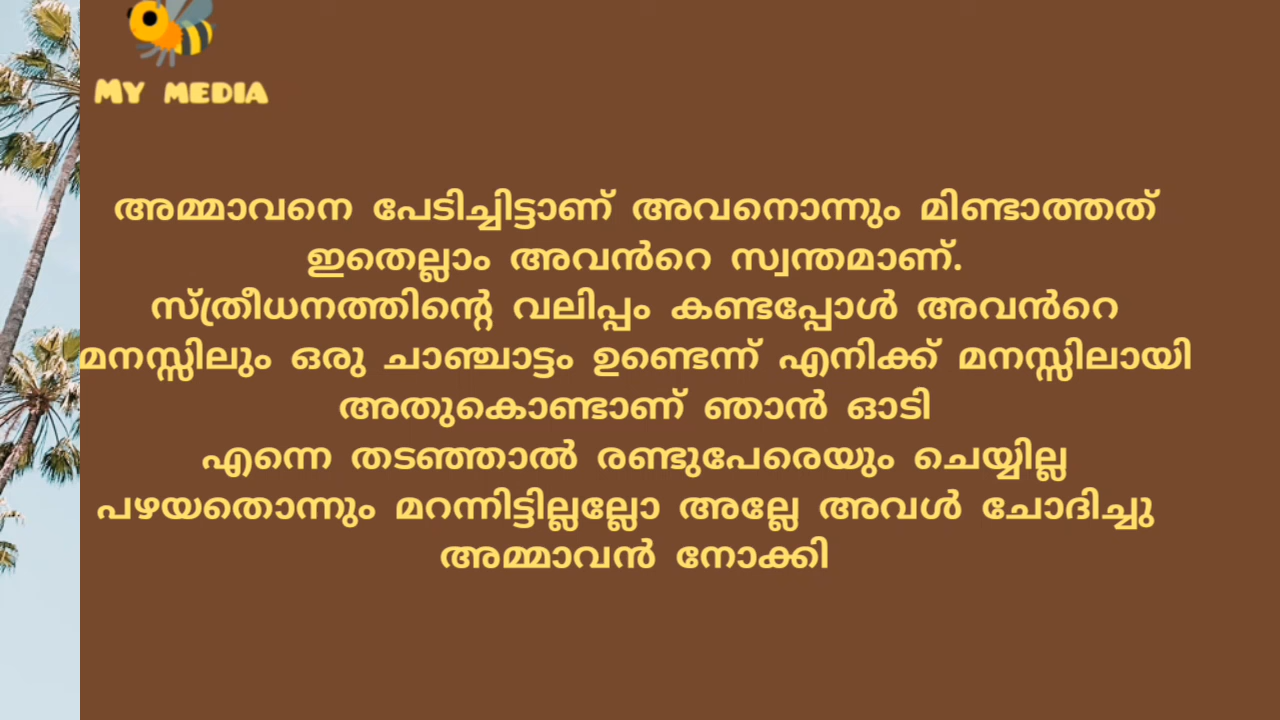 MY MEDIA
അമ്മാവനെ പേടിച്ചിട്ടാണ് അവനൊന്നും മിണ്ടാത്തത്
ഇതെല്ലാം അവൻറെ സ്വന്തമാണ്.
സ്ത്രീധനത്തിന്റെ വലിപ്പം കണ്ടപ്പോൾ അവൻറെ
മനസ്സിലും ഒരു ചാഞ്ചാട്ടം ഉണ്ടെന്ന് എനിക്ക് മനസ്സിലായി
അതുകൊണ്ടാണ് ഞാൻ ഓടി
എന്നെ തടഞ്ഞാൽ രണ്ടുപേരെയും ചെയ്യില്ല
പഴയതൊന്നും മറന്നിട്ടില്ലല്ലോ അല്ലേ അവൾ ചോദിച്ചു
അമ്മാവൻ നോക്കി